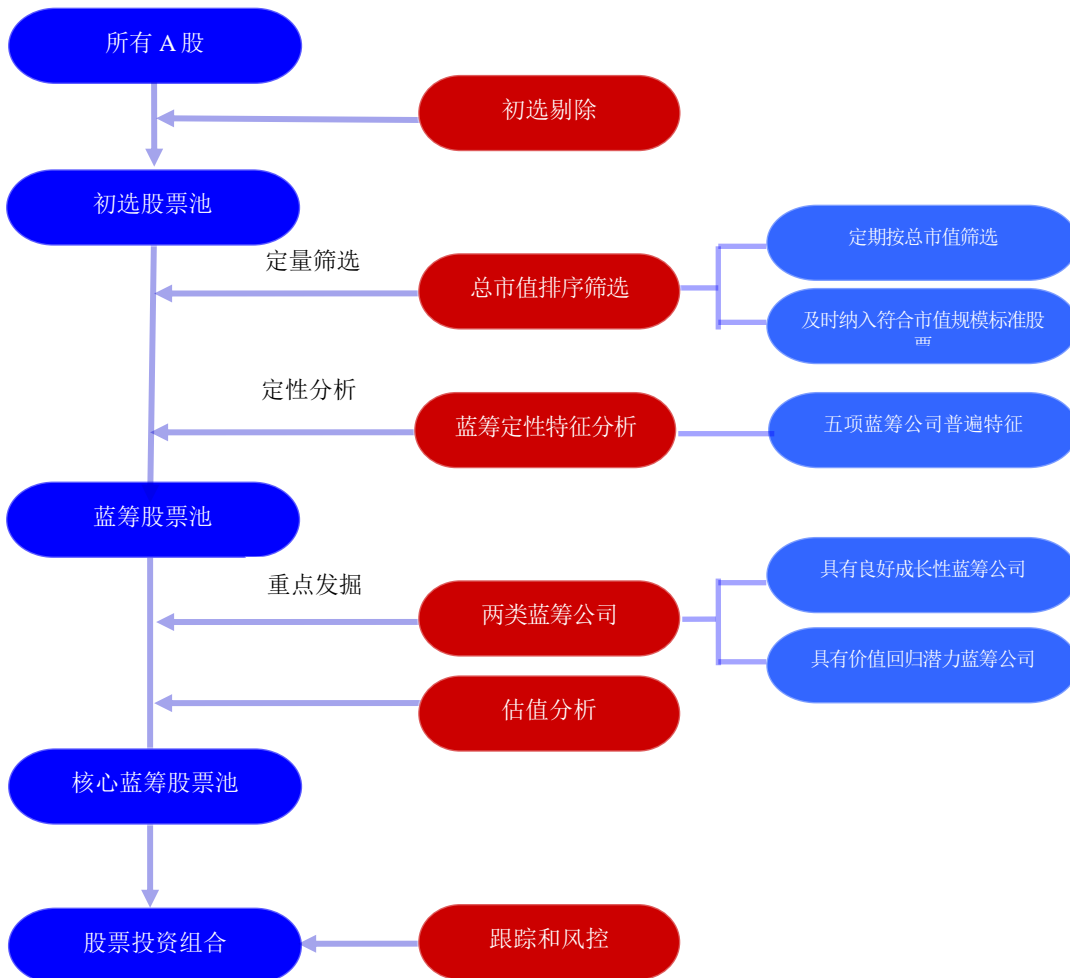 所有 A 股
初选剔除
初选股票池
定期按总市值筛选
定量筛选
总市值排序筛选
及时纳入符合市值规模标准股
票
定性分析
蓝筹定性特征分析
五项蓝筹公司普遍特征
蓝筹股票池
具有良好成长性蓝筹公司
重点发掘
两类蓝筹公司
具有价值回归潜力蓝筹公司
估值分析
核心蓝筹股票池
股票投资组合
跟踪和风控